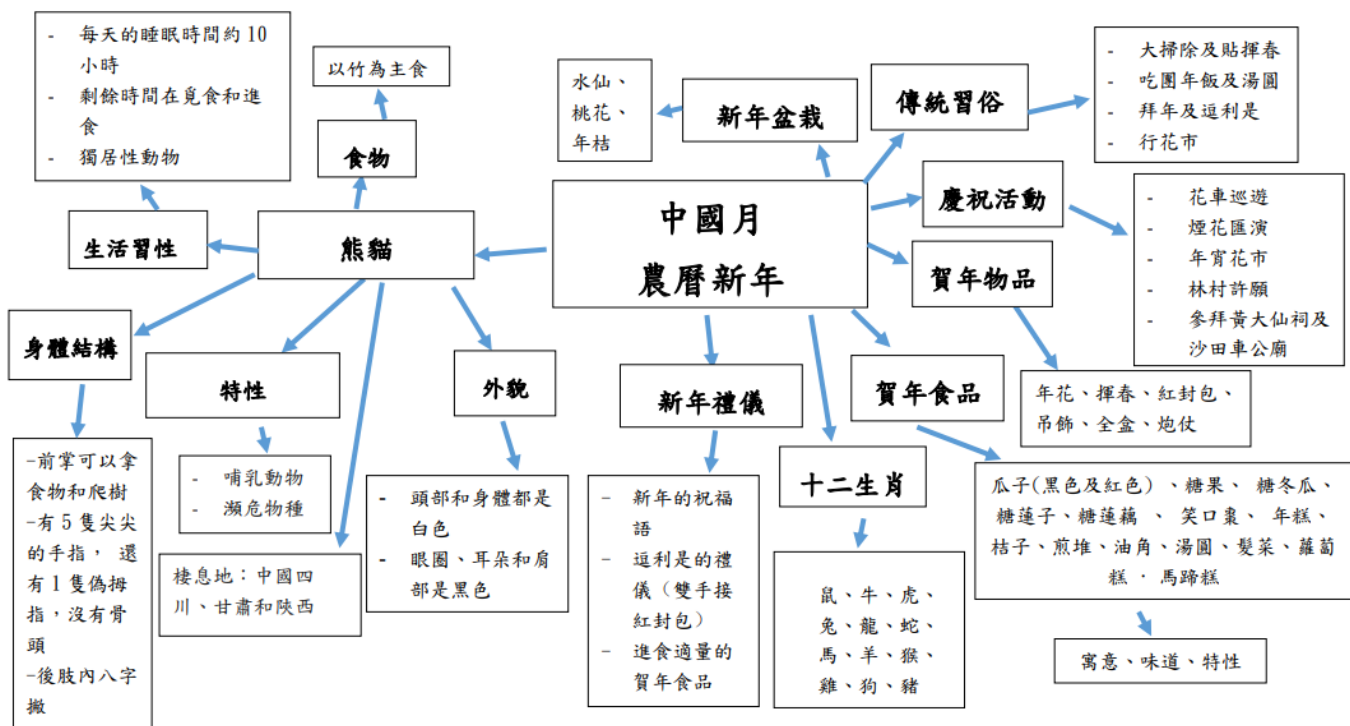 - 每天的睡眠時間約 10
小時
- 剩餘時間在覓食和進
食
- 獨居性動物
以竹為主食
水仙、
桃花、
年桔
新年盆栽
傳統習俗
- 大掃除及貼揮春
- 吃團年飯及湯圓
- 拜年及逗利是
- 行花市
食物
生活習性
熊貓
中國月
農曆新年
慶祝活動
- 花車巡遊
- 煙花匯演
- 年宵花市
- 林村許願
- 參拜黃大仙祠及
沙田車公廟
賀年物品
年花、揮春、紅封包、
吊飾、全盒、炮仗
身體結構
特性
外貌
新年禮儀
賀年食品
十二生肖
-前掌可以拿
食物和爬樹
-有 5 隻尖尖
的手指， 還
有 1 隻偽拇
指，沒有骨
頭
-後肢內八字
撇
- 哺乳動物
- 瀕危物種
棲息地：中國四
川、甘肅和陝西
- 頭部和身體都是
白色
- 眼圈、耳朵和肩
部是黑色
- 新年的祝福
語
- 逗利是的禮
儀（雙手接
紅封包）
- 進食適量的
賀年食品
鼠、牛、虎、
兔、龍、蛇、
馬、羊、猴、
雞、狗、豬
瓜子(黑色及紅色) 、糖果、 糖冬瓜、
糖蓮子、糖蓮藕 、 笑口棗、 年糕、
桔子、煎堆、油角、湯圓、髮菜、蘿蔔
糕 · 馬蹄糕
寓意、味道、特性